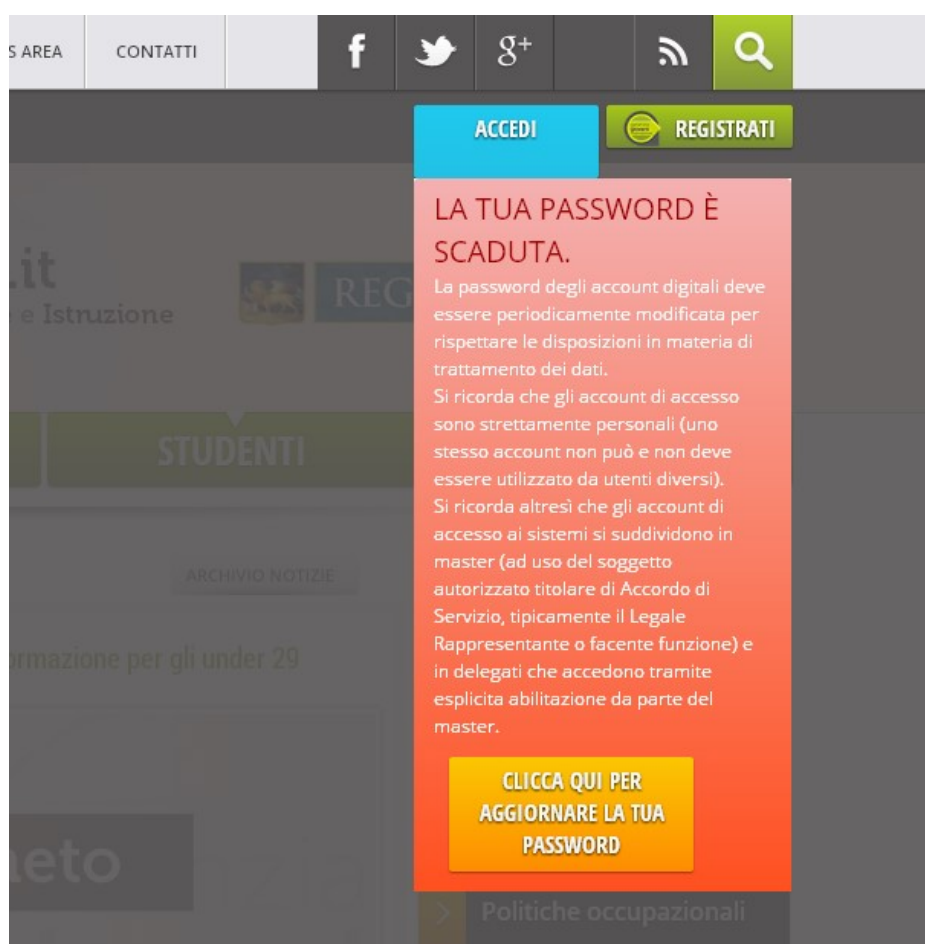 S AREA
CONTATTI
f
g+
ACCEDI
REGISTRATI
LA TUA PASSWORD È
SCADUTA.
La password degli account digitali deve
essere periodicamente modificata per
rispettare le disposizioni in materia di
trattamento dei dati.
Si ricorda che gli account di accesso
sono strettamente personali (uno
stesso account non può e non deve
essere utilizzato da utenti diversi).
Si ricorda altresì che gli account di
accesso ai sistemi si suddividono in
master (ad uso del soggetto
autorizzato titolare di Accordo di
Servizio, tipicamente il Legale
Rappresentante o facente funzione) e
in delegati che accedono tramite
esplicita abilitazione da parte del
master.
CLICCA QUI PER
AGGIORNARE LA TUA
PASSWORD
.it
e Istruzione
REG
STUDENTI
ARCHIVIO NOTIZIE
ormazione per gli under 29
neto
Politiche occupazionali